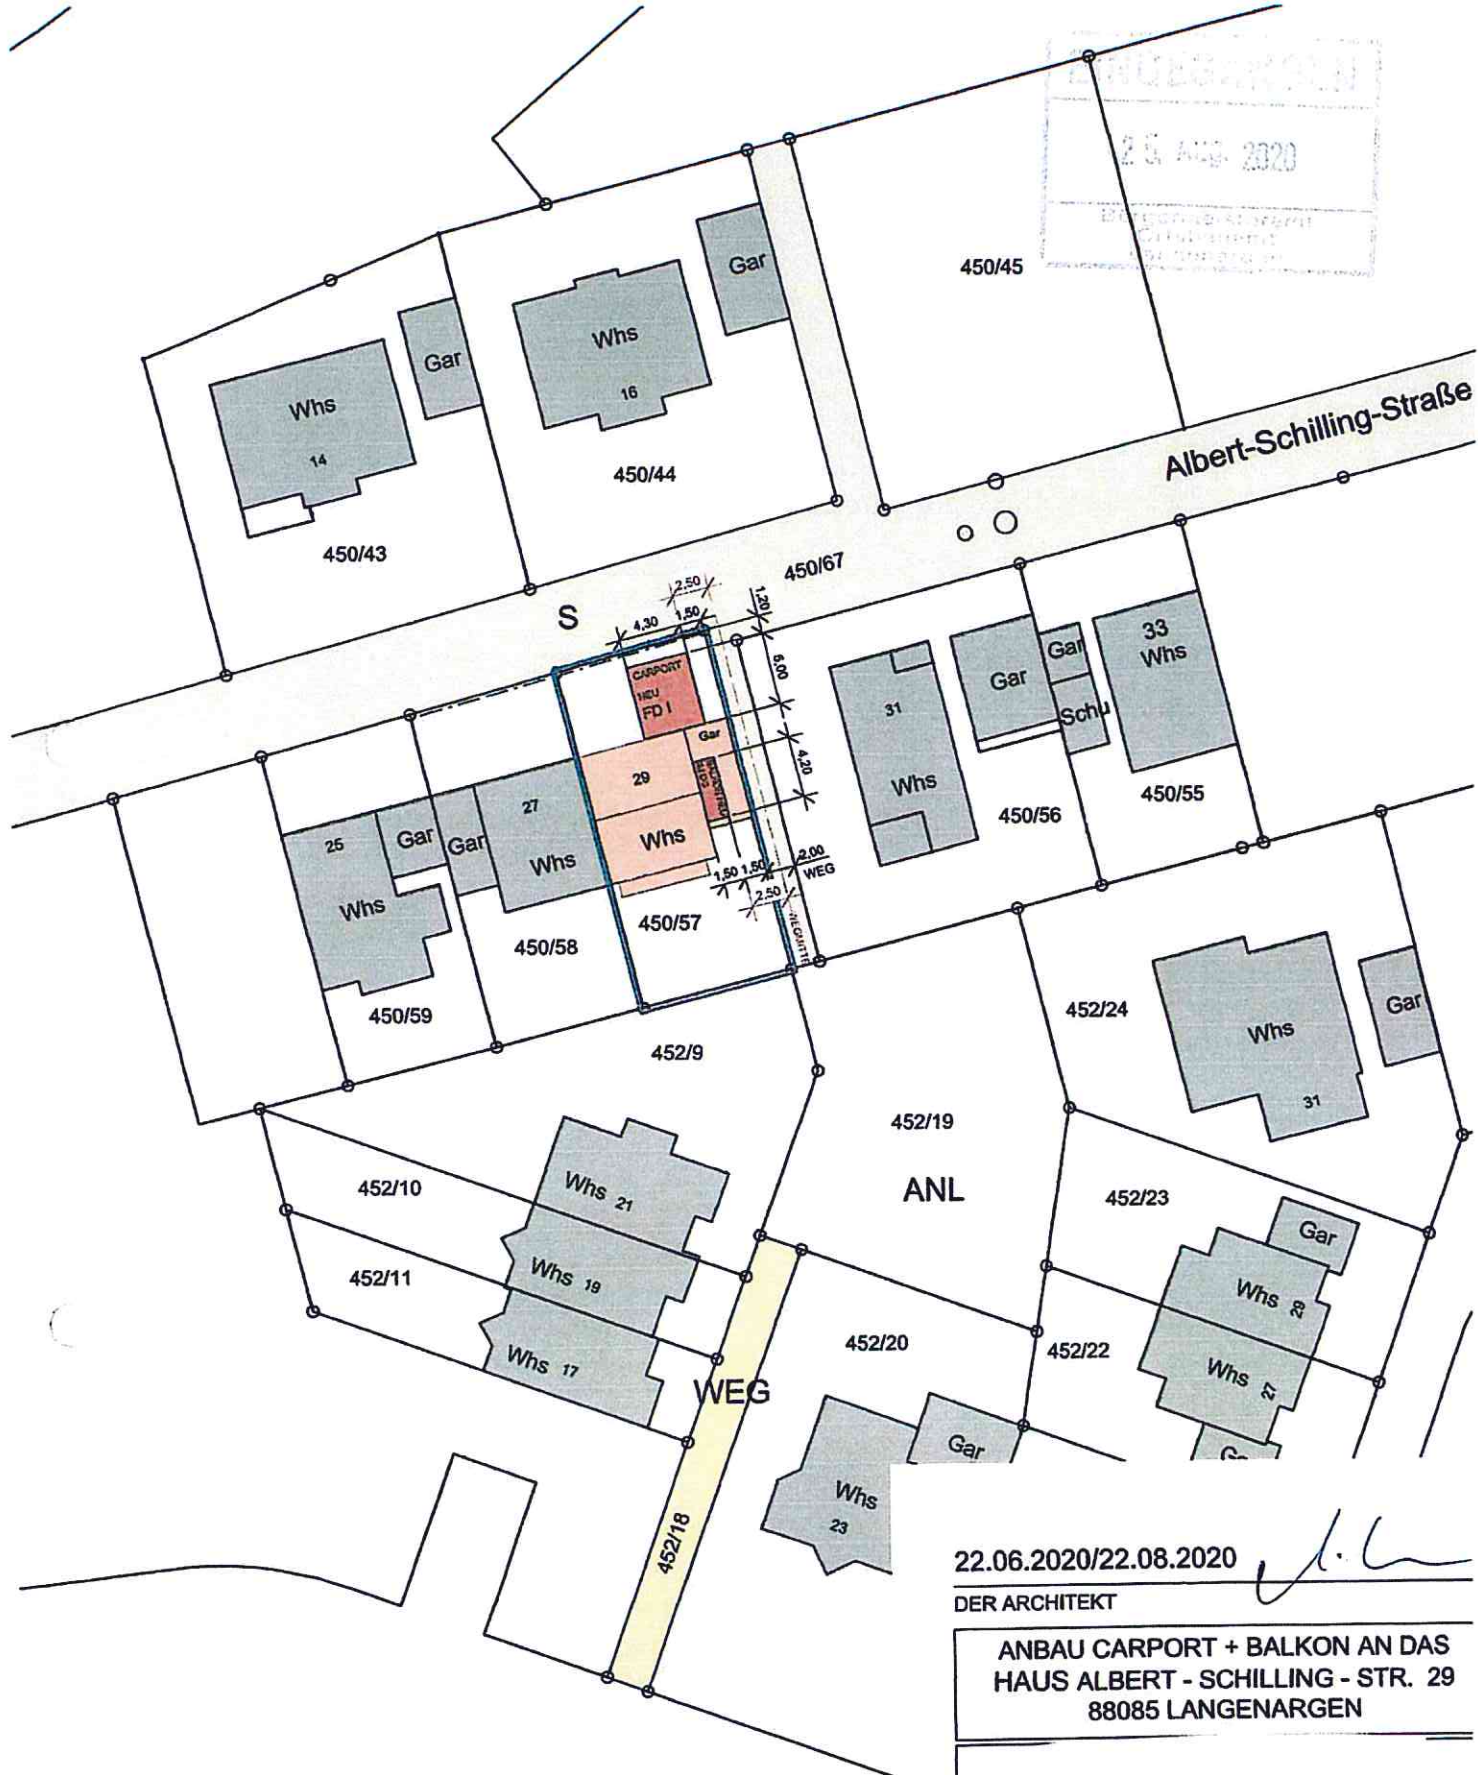 25. AUG. 2020
450/45
Gar
Whs
16
Gar
Whs
14
450/44
450/43
Albert-Schilling-Straße
450/67
S
2,50
1,20
4,30
1,50
5,00
CARPORT
NEU
FD I
Gar
29
Whs
4,20
BALKON NEU
1,50 1,50
2,00
WEG
2,50
WEGMITTE
450/57
27
Whs
Gar
450/58
25
Gar
Whs
450/59
31
Whs
Gar
450/56
Gar
Schu
33
Whs
450/55
452/9
452/24
Whs
31
Gar
452/19
ANL
452/10
Whs 21
452/11
Whs 19
Whs 17
WEG
452/18
452/20
Gar
Whs
23
452/23
Gar
Whs 29
452/22
Whs 27
22.06.2020/22.08.2020
DER ARCHITEKT
ANBAU CARPORT + BALKON AN DAS
HAUS ALBERT - SCHILLING - STR. 29
88085 LANGENARGEN